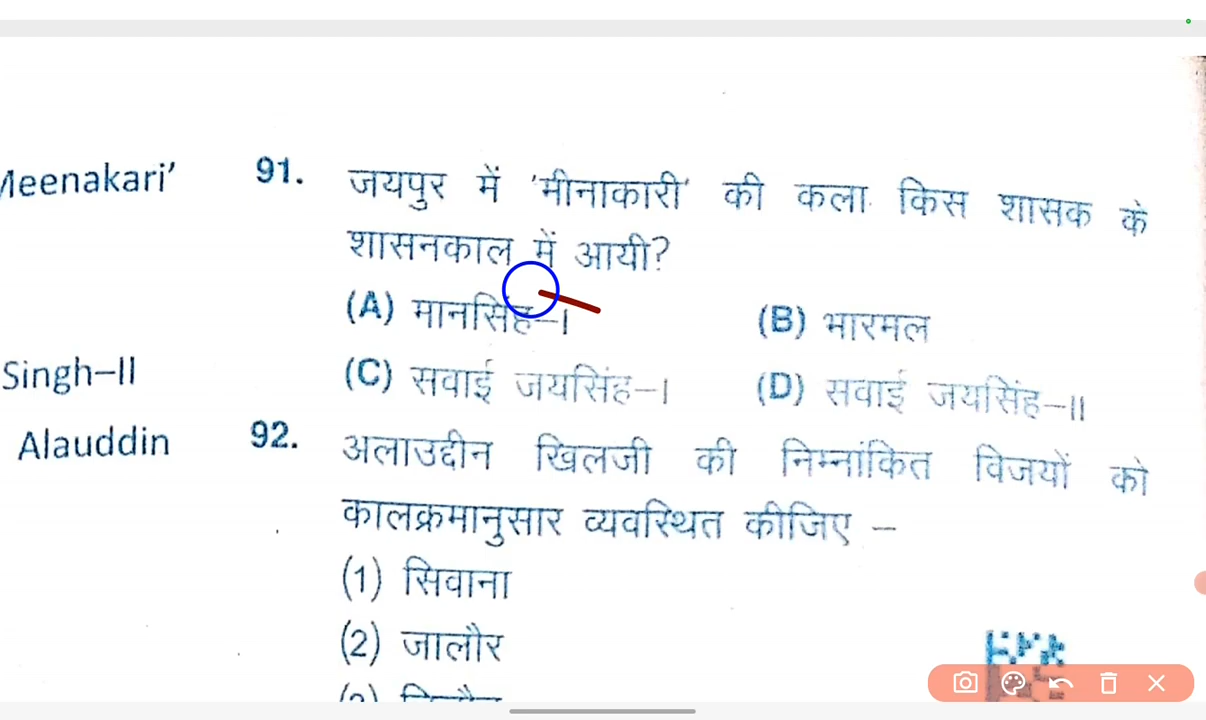 Meenakari’
91. जयपुर में ‘मीनाकारी’ की कला किस शासक के
शासनकाल में आयी?
(A) मानसिंह–I (B) भारमल
Singh–II
(C) सवाई जयसिंह–I (D) सवाई जयसिंह–II
Alauddin
92. अलाउद्दीन खिलजी की निम्नांकित विजयों को
कालक्रमानुसार व्यवस्थित कीजिए –
(1) सिवाना
(2) जालौर